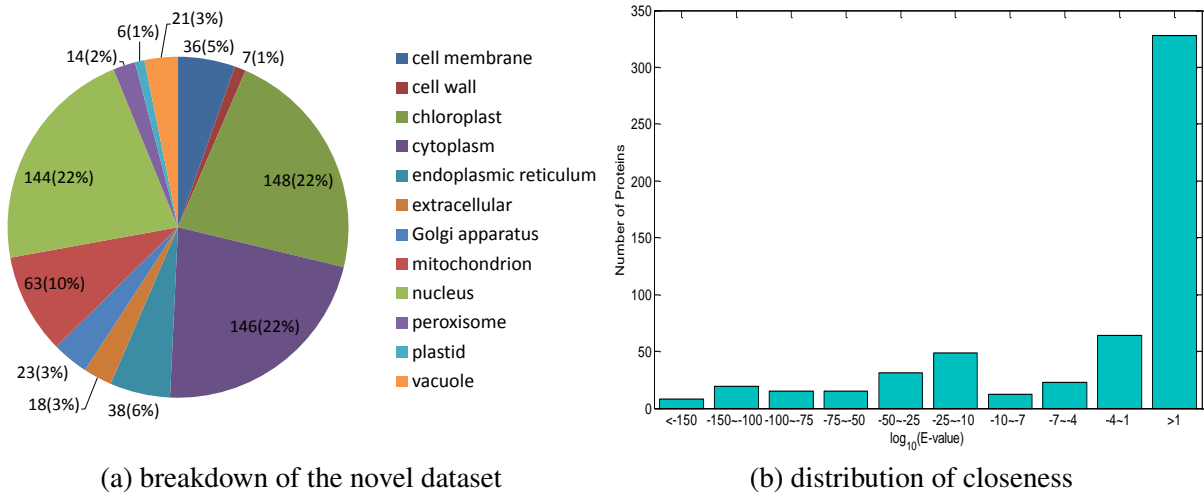 21(3%)
6(1%)
36(5%)
14(2%)
7(1%)
144(22%)
148(22%)
63(10%)
146(22%)
23(3%)
18(3%)
38(6%)
cell membrane
cell wall
chloroplast
cytoplasm
endoplasmic reticulum
extracellular
Golgi apparatus
mitochondrion
nucleus
peroxisome
plastid
vacuole
(a) breakdown of the novel dataset
350
300
250
200
150
100
50
0
Number of Proteins
<-150 -150~-100 -100~-75 -75~-50 -50~-25 -25~-10 -10~-7 -7~-4 -4~1 >1
log10(E-value)
(b) distribution of closeness